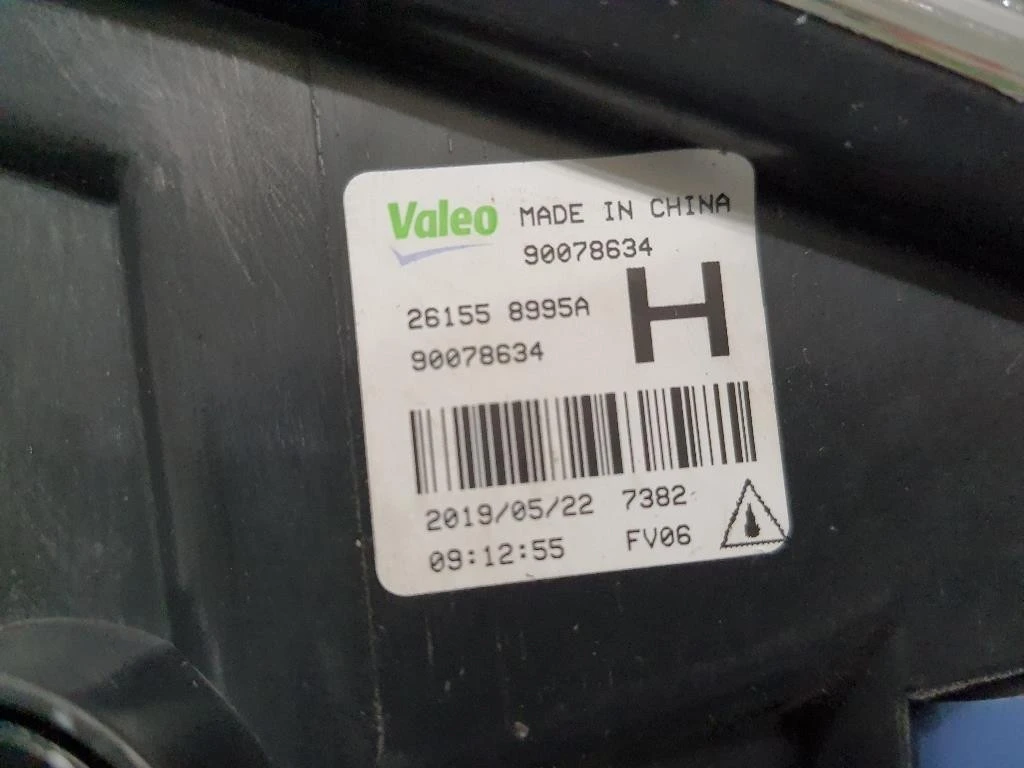 Valeo MADE IN CHINA
90078634
26155 8995A
H
90078634
2019/05/22 7382
09:12:55 FV06